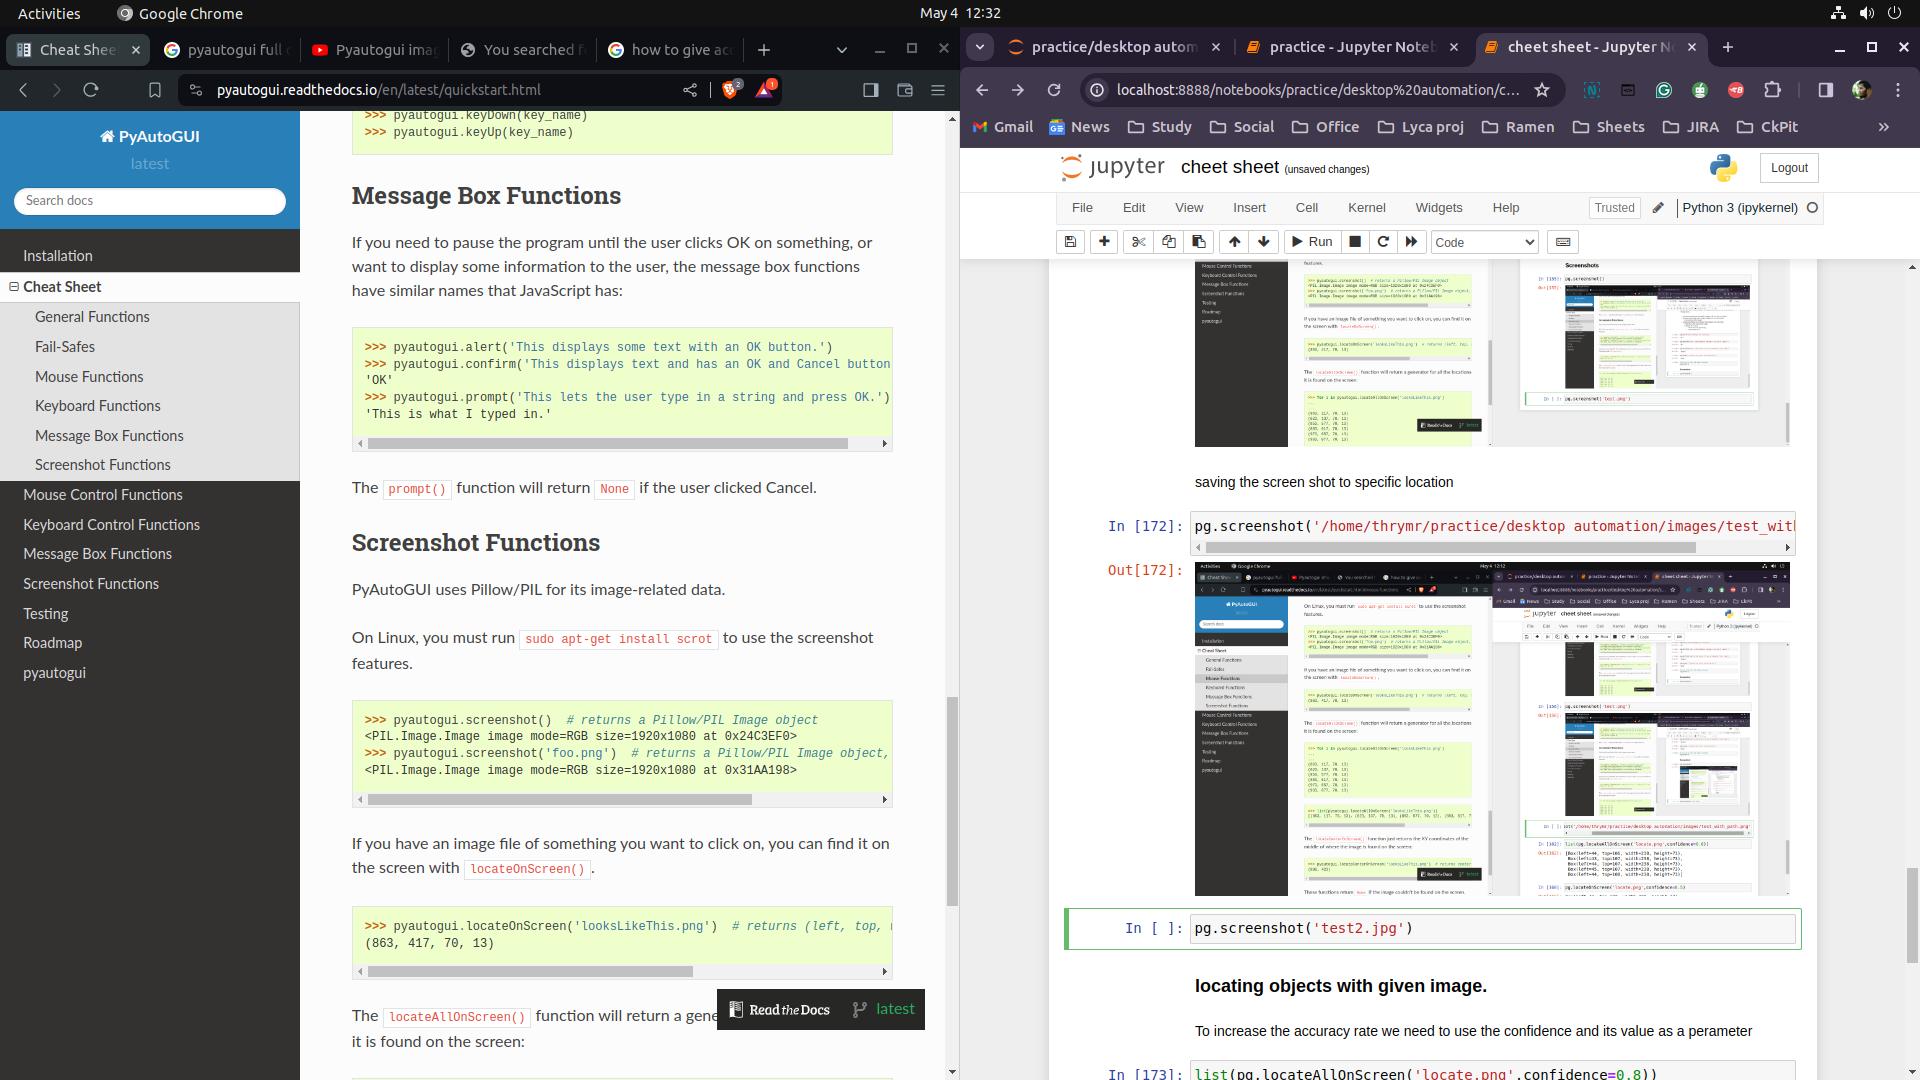 Activities
Google Chrome
May 4 12:32
Cheat Shee
pyautogui full
Pyautogui ima
You searched f
how to give acc
pyautogui.readthedocs.io/en/latest/quickstart.html
2
1
PyAutoGUI
latest
Search docs
Installation
Cheat Sheet
General Functions
Fail-Safes
Mouse Functions
Keyboard Functions
Message Box Functions
Screenshot Functions
Mouse Control Functions
Keyboard Control Functions
Message Box Functions
Screenshot Functions
Testing
Roadmap
pyautogui
>>> pyautogui.keyDown(key_name)
>>> pyautogui.keyUp(key_name)
Message Box Functions
If you need to pause the program until the user clicks OK on something, or
want to display some information to the user, the message box functions
have similar names that JavaScript has:
>>> pyautogui.alert('This displays some text with an OK button.')
>>> pyautogui.confirm('This displays text and has an OK and Cancel button
'OK'
>>> pyautogui.prompt('This lets the user type in a string and press OK.')
'This is what I typed in.'
The prompt() function will return None if the user clicked Cancel.
Screenshot Functions
PyAutoGUI uses Pillow/PIL for its image-related data.
On Linux, you must run sudo apt-get install scrot to use the screenshot
features.
>>> pyautogui.screenshot()  # returns a Pillow/PIL Image object
<PIL.Image.Image image mode=RGB size=1920x1080 at 0x24C3EF0>
>>> pyautogui.screenshot('foo.png')  # returns a Pillow/PIL Image object,
<PIL.Image.Image image mode=RGB size=1920x1080 at 0x31AA198>
If you have an image file of something you want to click on, you can find it on
the screen with locateOnScreen().
>>> pyautogui.locateOnScreen('looksLikeThis.png')  # returns (left, top,
(863, 417, 70, 13)
The locateAllOnScreen() function will return a gene
it is found on the screen:
Read the Docs
latest
practice/desktop autom
practice - Jupyter Noteb
cheet sheet - Jupyter N
localhost:8888/notebooks/practice/desktop%20automation/c...
Gmail
News
Study
Social
Office
Lyca proj
Ramen
Sheets
JIRA
CkPit
»
jupyter cheet sheet (unsaved changes)
Logout
File Edit View Insert Cell Kernel Widgets Help
Trusted
Python 3 (ipykernel)
Run
Code
saving the screen shot to specific location
In [172]: pg.screenshot('/home/thrymr/practice/desktop automation/images/test_wit
Out[172]:
In [ ]: pg.screenshot('test2.jpg')
locating objects with given image.
To increase the accuracy rate we need to use the confidence and its value as a perameter
In [173]: list(pg.locateAllOnScreen('locate.png',confidence=0.8))